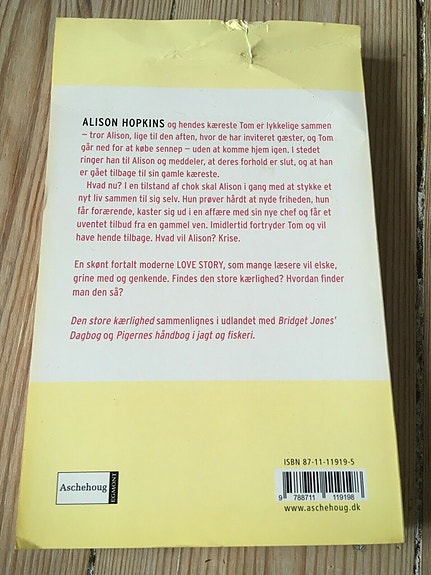 ALISON HOPKINS og hendes kæreste Tom er lykkelige sammen
– tror Alison, lige til den aften, hvor de har inviteret gæster, og Tom
går ned for at købe sennep – uden at komme hjem igen. I stedet
ringer han til Alison og meddeler, at deres forhold er slut, og at han
er gået tilbage til sin gamle kæreste.
Hvad nu? I en tilstand af chok skal Alison i gang med at stykke et
nyt liv sammen til sig selv. Hun prøver hårdt at nyde friheden, hun
får forærende, kaster sig ud i en affære med sin nye chef og får et
uventet tilbud fra en gammel ven. Imidlertid fortryder Tom og vil
have hende tilbage. Hvad vil Alison? Krise.
En skønt fortalt moderne LOVE STORY, som mange læsere vil elske,
grine med og genkende. Findes den store kærlighed? Hvordan finder
man den så?
Den store kærlighed sammenlignes i udlandet med Bridget Jones'
Dagbog og Pigernes håndbog i jagt og fiskeri.
ISBN 87-11-11919-5
9 788711 119198
www.aschehoug.dk
Aschehoug
EGMONT